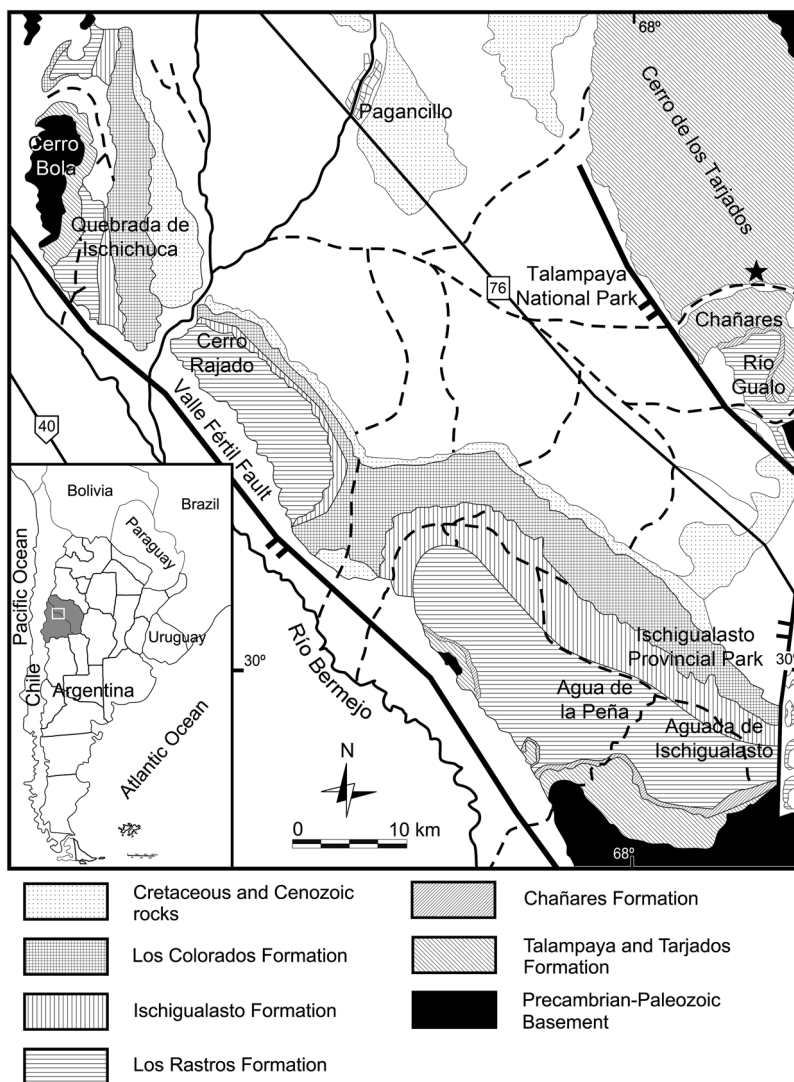 68º
Cerro de los Tarjados
Pagancillo
Cerro
Bola
Quebrada de
Ischichuca
Talampaya
National Park
76
Chañares
Río
Gualo
Cerro
Rajado
Valle Fértil Fault
40
Bolivia
Brazil
Paraguay
Pacific Ocean
Chile
Uruguay
Argentina
Atlantic Ocean
30º
Río Bermejo
Ischigualasto
Provincial Park
30º
Agua de
la Peña
Aguada de
Ischigualasto
N
0 10 km
68º
Cretaceous and Cenozoic
rocks
Los Colorados Formation
Ischigualasto Formation
Los Rastros Formation
Chañares Formation
Talampaya and Tarjados
Formation
Precambrian-Paleozoic
Basement